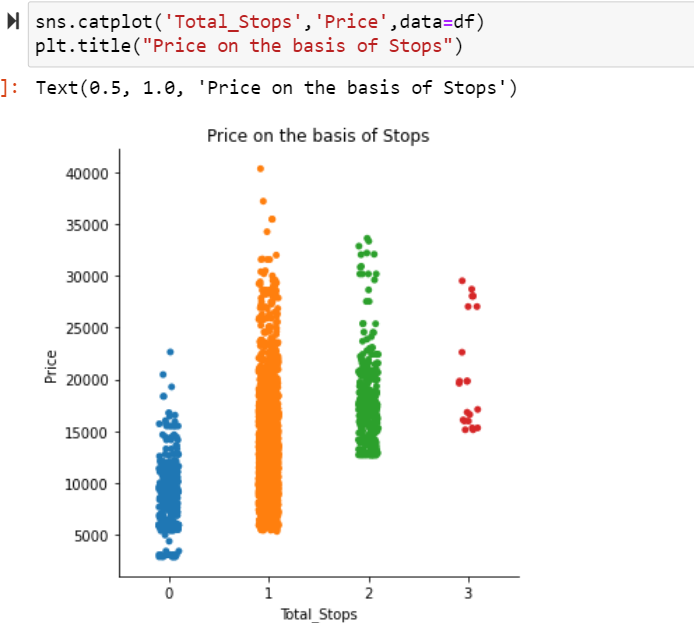 sns.catplot('Total_Stops','Price',data=df)
plt.title("Price on the basis of Stops")
]: Text(0.5, 1.0, 'Price on the basis of Stops')
Price on the basis of Stops
40000
35000
30000
25000
20000
15000
10000
5000
Price
0 1 2 3
Total_Stops